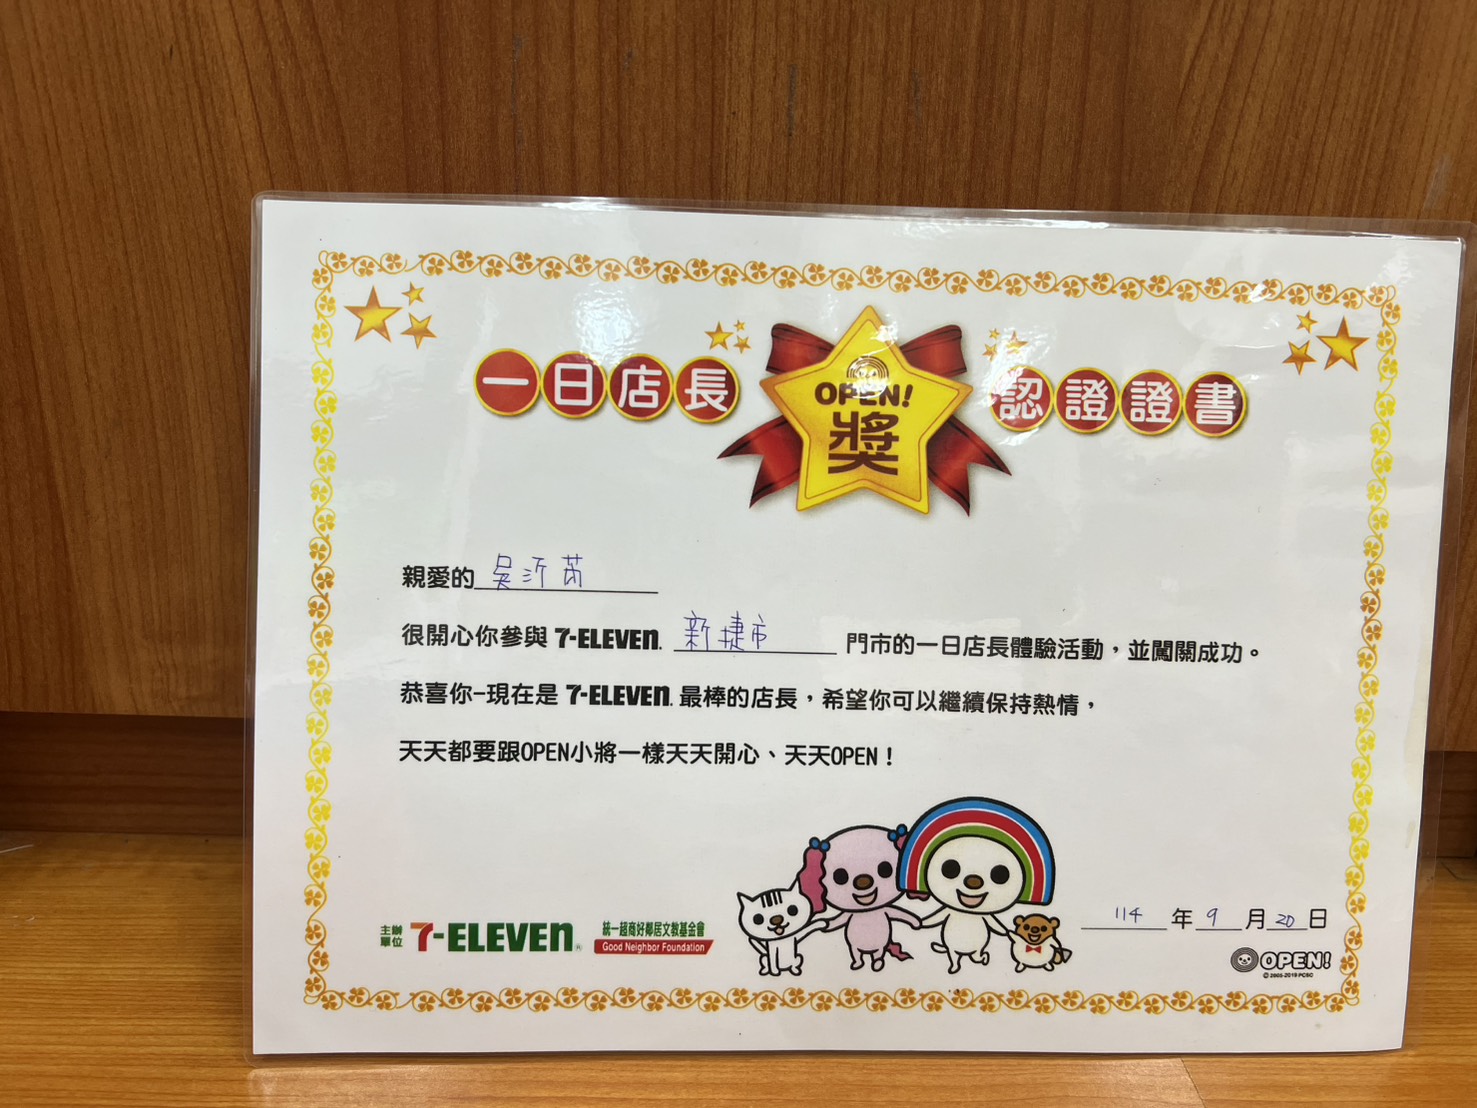 一日店長 OPEN!獎 認證證書
親愛的 吳沂芮
很開心你參與 7-ELEVEn. 新捷市 門市的一日店長體驗活動，並闖關成功。
恭喜你-現在是 7-ELEVEn. 最棒的店長，希望你可以繼續保持熱情，
天天都要跟OPEN小將一樣天天開心、天天OPEN！
114 年 9 月 20 日
主辦單位 7-ELEVEn® 統一超商好鄰居文教基金會
Good Neighbor Foundation
OPEN!
©2005-2019 PCSC